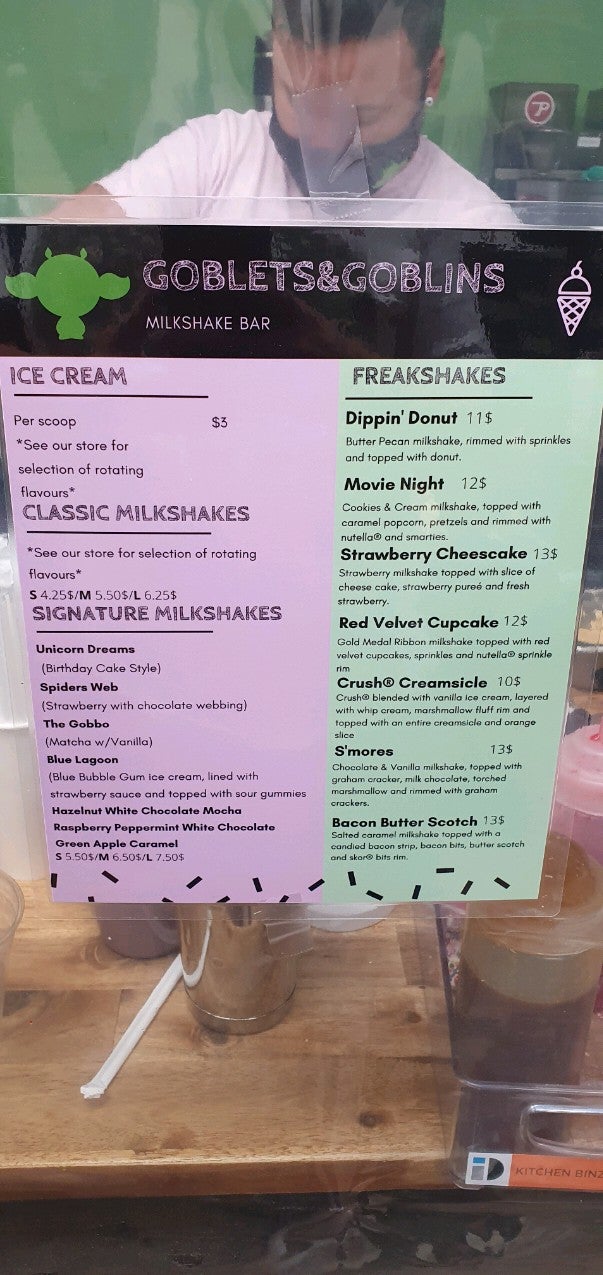 GOBLETS&GOBLINS
MILKSHAKE BAR
ICE CREAM
Per scoop $3
*See our store for
selection of rotating
flavours*
CLASSIC MILKSHAKES
*See our store for selection of rotating
flavours*
S 4.25$/M 5.50$/L 6.25$
SIGNATURE MILKSHAKES
Unicorn Dreams
(Birthday Cake Style)
Spiders Web
(Strawberry with chocolate webbing)
The Gobbo
(Matcha w/Vanilla)
Blue Lagoon
(Blue Bubble Gum ice cream, lined with
strawberry sauce and topped with sour gummies
Hazelnut White Chocolate Mocha
Raspberry Peppermint White Chocolate
Green Apple Caramel
S 5.50$/M 6.50$/L 7.50$
FREAKSHAKES
Dippin' Donut 11$
Butter Pecan milkshake, rimmed with sprinkles
and topped with donut.
Movie Night 12$
Cookies & Cream milkshake, topped with
caramel popcorn, pretzels and rimmed with
nutella® and smarties.
Strawberry Cheescake 13$
Strawberry milkshake topped with slice of
cheese cake, strawberry pureé and fresh
strawberry.
Red Velvet Cupcake 12$
Gold Medal Ribbon milkshake topped with red
velvet cupcakes, sprinkles and nutella® sprinkle
rim
Crush® Creamsicle 10$
Crush® blended with vanilla ice cream, layered
with whip cream, marshmallow fluff rim and
topped with an entire creamsicle and orange
slice
S'mores 13$
Chocolate & Vanilla milkshake, topped with
graham cracker, milk chocolate, torched
marshmallow and rimmed with graham
crackers.
Bacon Butter Scotch 13$
Salted caramel milkshake topped with a
candied bacon strip, bacon bits, butter scotch
and skor® bits rim.
iD KITCHEN BINZ